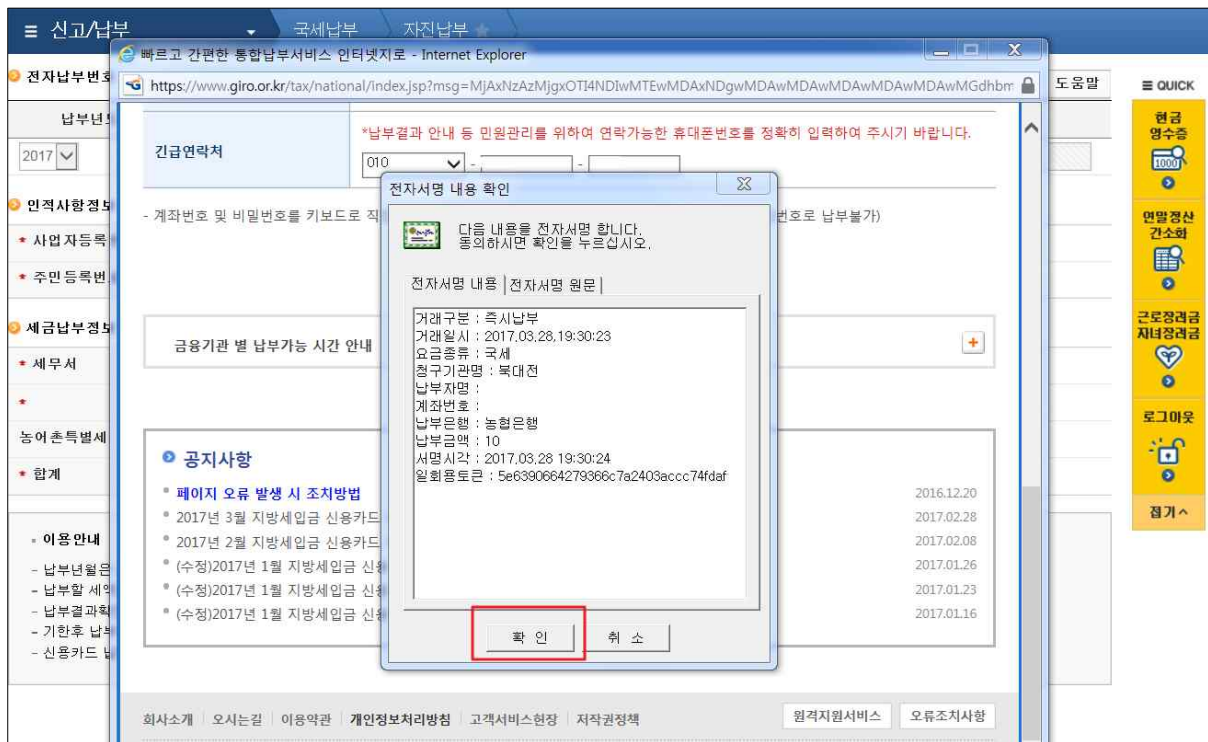 ≡ 신고/납부
국세납부
자진납부 ★
빠르고 간편한 통합납부서비스 인터넷지로 - Internet Explorer
전자납부번호
도움말
≡ QUICK
납부년
2017
인적사항정보
* 사업자등록
* 주민등록번
세금납부정보
* 세무서
*
농어촌특별세
* 합계
이용안내
- 납부년월은
- 납부할 세액
- 납부결과확
- 기한후 납부
- 신용카드 납
긴급연락처
*납부결과 안내 등 민원관리를 위하여 연락가능한 휴대폰번호를 정확히 입력하여 주시기 바랍니다.
010 - -
- 계좌번호 및 비밀번호를 키보드로 직
번호로 납부불가)
금융기관 별 납부가능 시간 안내
+
공지사항
페이지 오류 발생 시 조치방법 2016.12.20
2017년 3월 지방세입금 신용카드 2017.02.28
2017년 2월 지방세입금 신용카드 2017.02.08
(수정)2017년 1월 지방세입금 신용 2017.01.26
(수정)2017년 1월 지방세입금 신용 2017.01.23
(수정)2017년 1월 지방세입금 신용 2017.01.16
회사소개 오시는길 이용약관 개인정보처리방침 고객서비스헌장 저작권정책
원격지원서비스
오류조치사항
전자서명 내용 확인
다음 내용을 전자서명 합니다.
동의하시면 확인을 누르십시오.
전자서명 내용 전자서명 원문
거래구분 : 즉시납부
거래일시 : 2017.03.28.19:30:23
요금종류 : 국세
청구기관명 : 북대전
납부자명 :
계좌번호 :
납부은행 : 농협은행
납부금액 : 10
서명시각 : 2017.03.28 19:30:24
일회용토큰 : 5e6390664279366c7a2403accc74fdaf
확 인
취 소
현금
영수증
1000
연말정산
간소화
근로장려금
자녀장려금
로그아웃
접기 ^